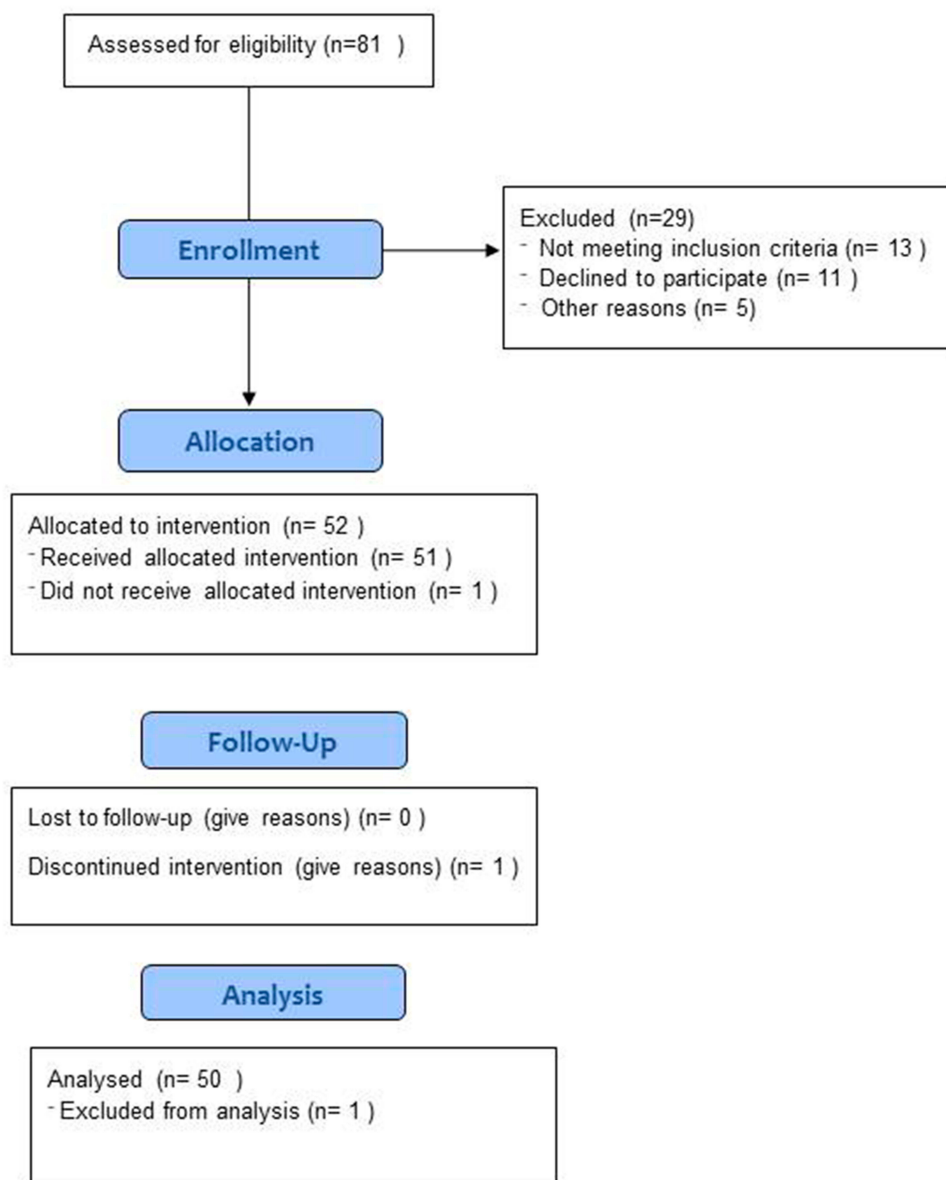 Assessed for eligibility (n=81 )
Enrollment
Excluded (n=29)
- Not meeting inclusion criteria (n= 13 )
- Declined to participate (n= 11 )
- Other reasons (n= 5)
Allocation
Allocated to intervention (n= 52 )
- Received allocated intervention (n= 51 )
- Did not receive allocated intervention (n= 1 )
Follow-Up
Lost to follow-up (give reasons) (n= 0 )
Discontinued intervention (give reasons) (n= 1 )
Analysis
Analysed (n= 50 )
- Excluded from analysis (n= 1 )